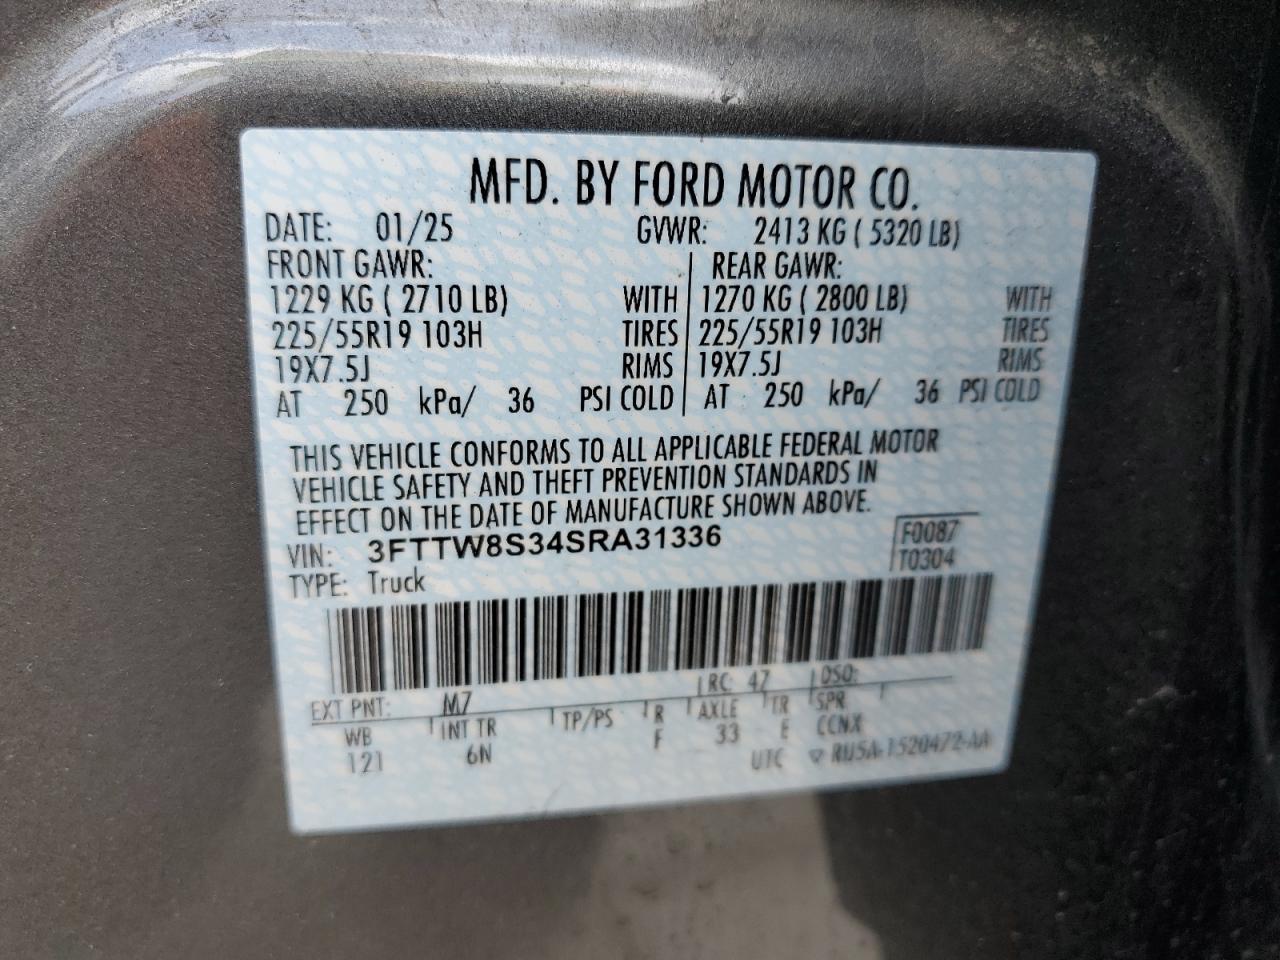 MFD. BY FORD MOTOR CO.
DATE: 01/25 GVWR: 2413 KG ( 5320 LB)
FRONT GAWR: REAR GAWR:
1229 KG ( 2710 LB) WITH 1270 KG ( 2800 LB) WITH
225/55R19 103H TIRES 225/55R19 103H TIRES
19X7.5J RIMS 19X7.5J RIMS
AT 250 kPa/ 36 PSI COLD AT 250 kPa/ 36 PSI COLD
THIS VEHICLE CONFORMS TO ALL APPLICABLE FEDERAL MOTOR
VEHICLE SAFETY AND THEFT PREVENTION STANDARDS IN
EFFECT ON THE DATE OF MANUFACTURE SHOWN ABOVE.
VIN: 3FTTW8S34SRA31336 F0087
TYPE: Truck T0304
EXT PNT: M7 RC: 47 DSO:
WB INT TR TP/PS R AXLE TR SPR
121 6N F 33 E CCNX
UTC RU5A-1520472-AA